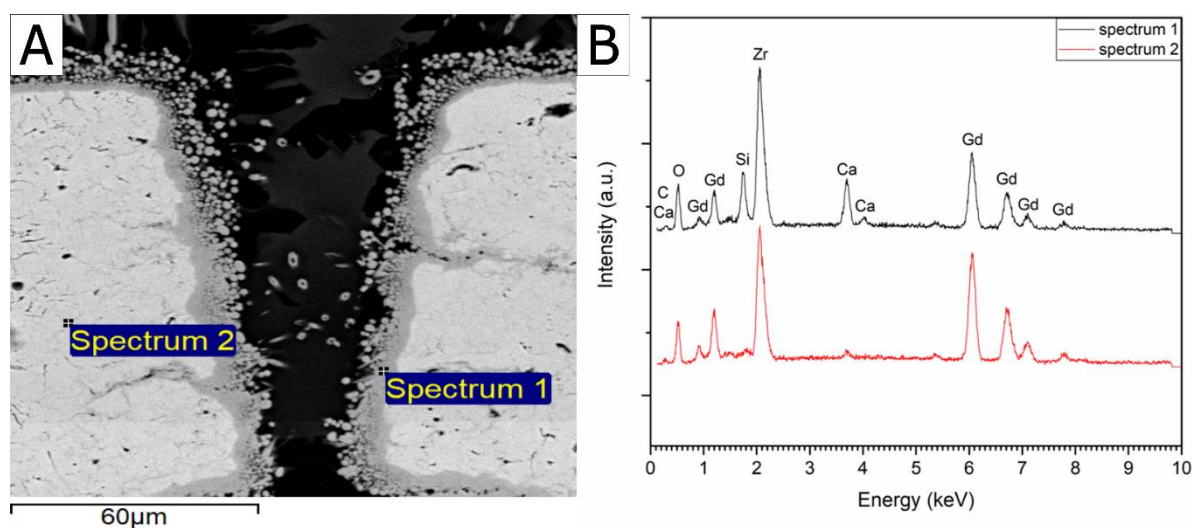 A
Spectrum 2
Spectrum 1
60µm
B
spectrum 1
spectrum 2
Zr
Gd
O
Si
Ca
C
Gd
Gd
Ca
Gd
Ca
Gd
Gd
Intensity (a.u.)
0 1 2 3 4 5 6 7 8 9 10
Energy (keV)